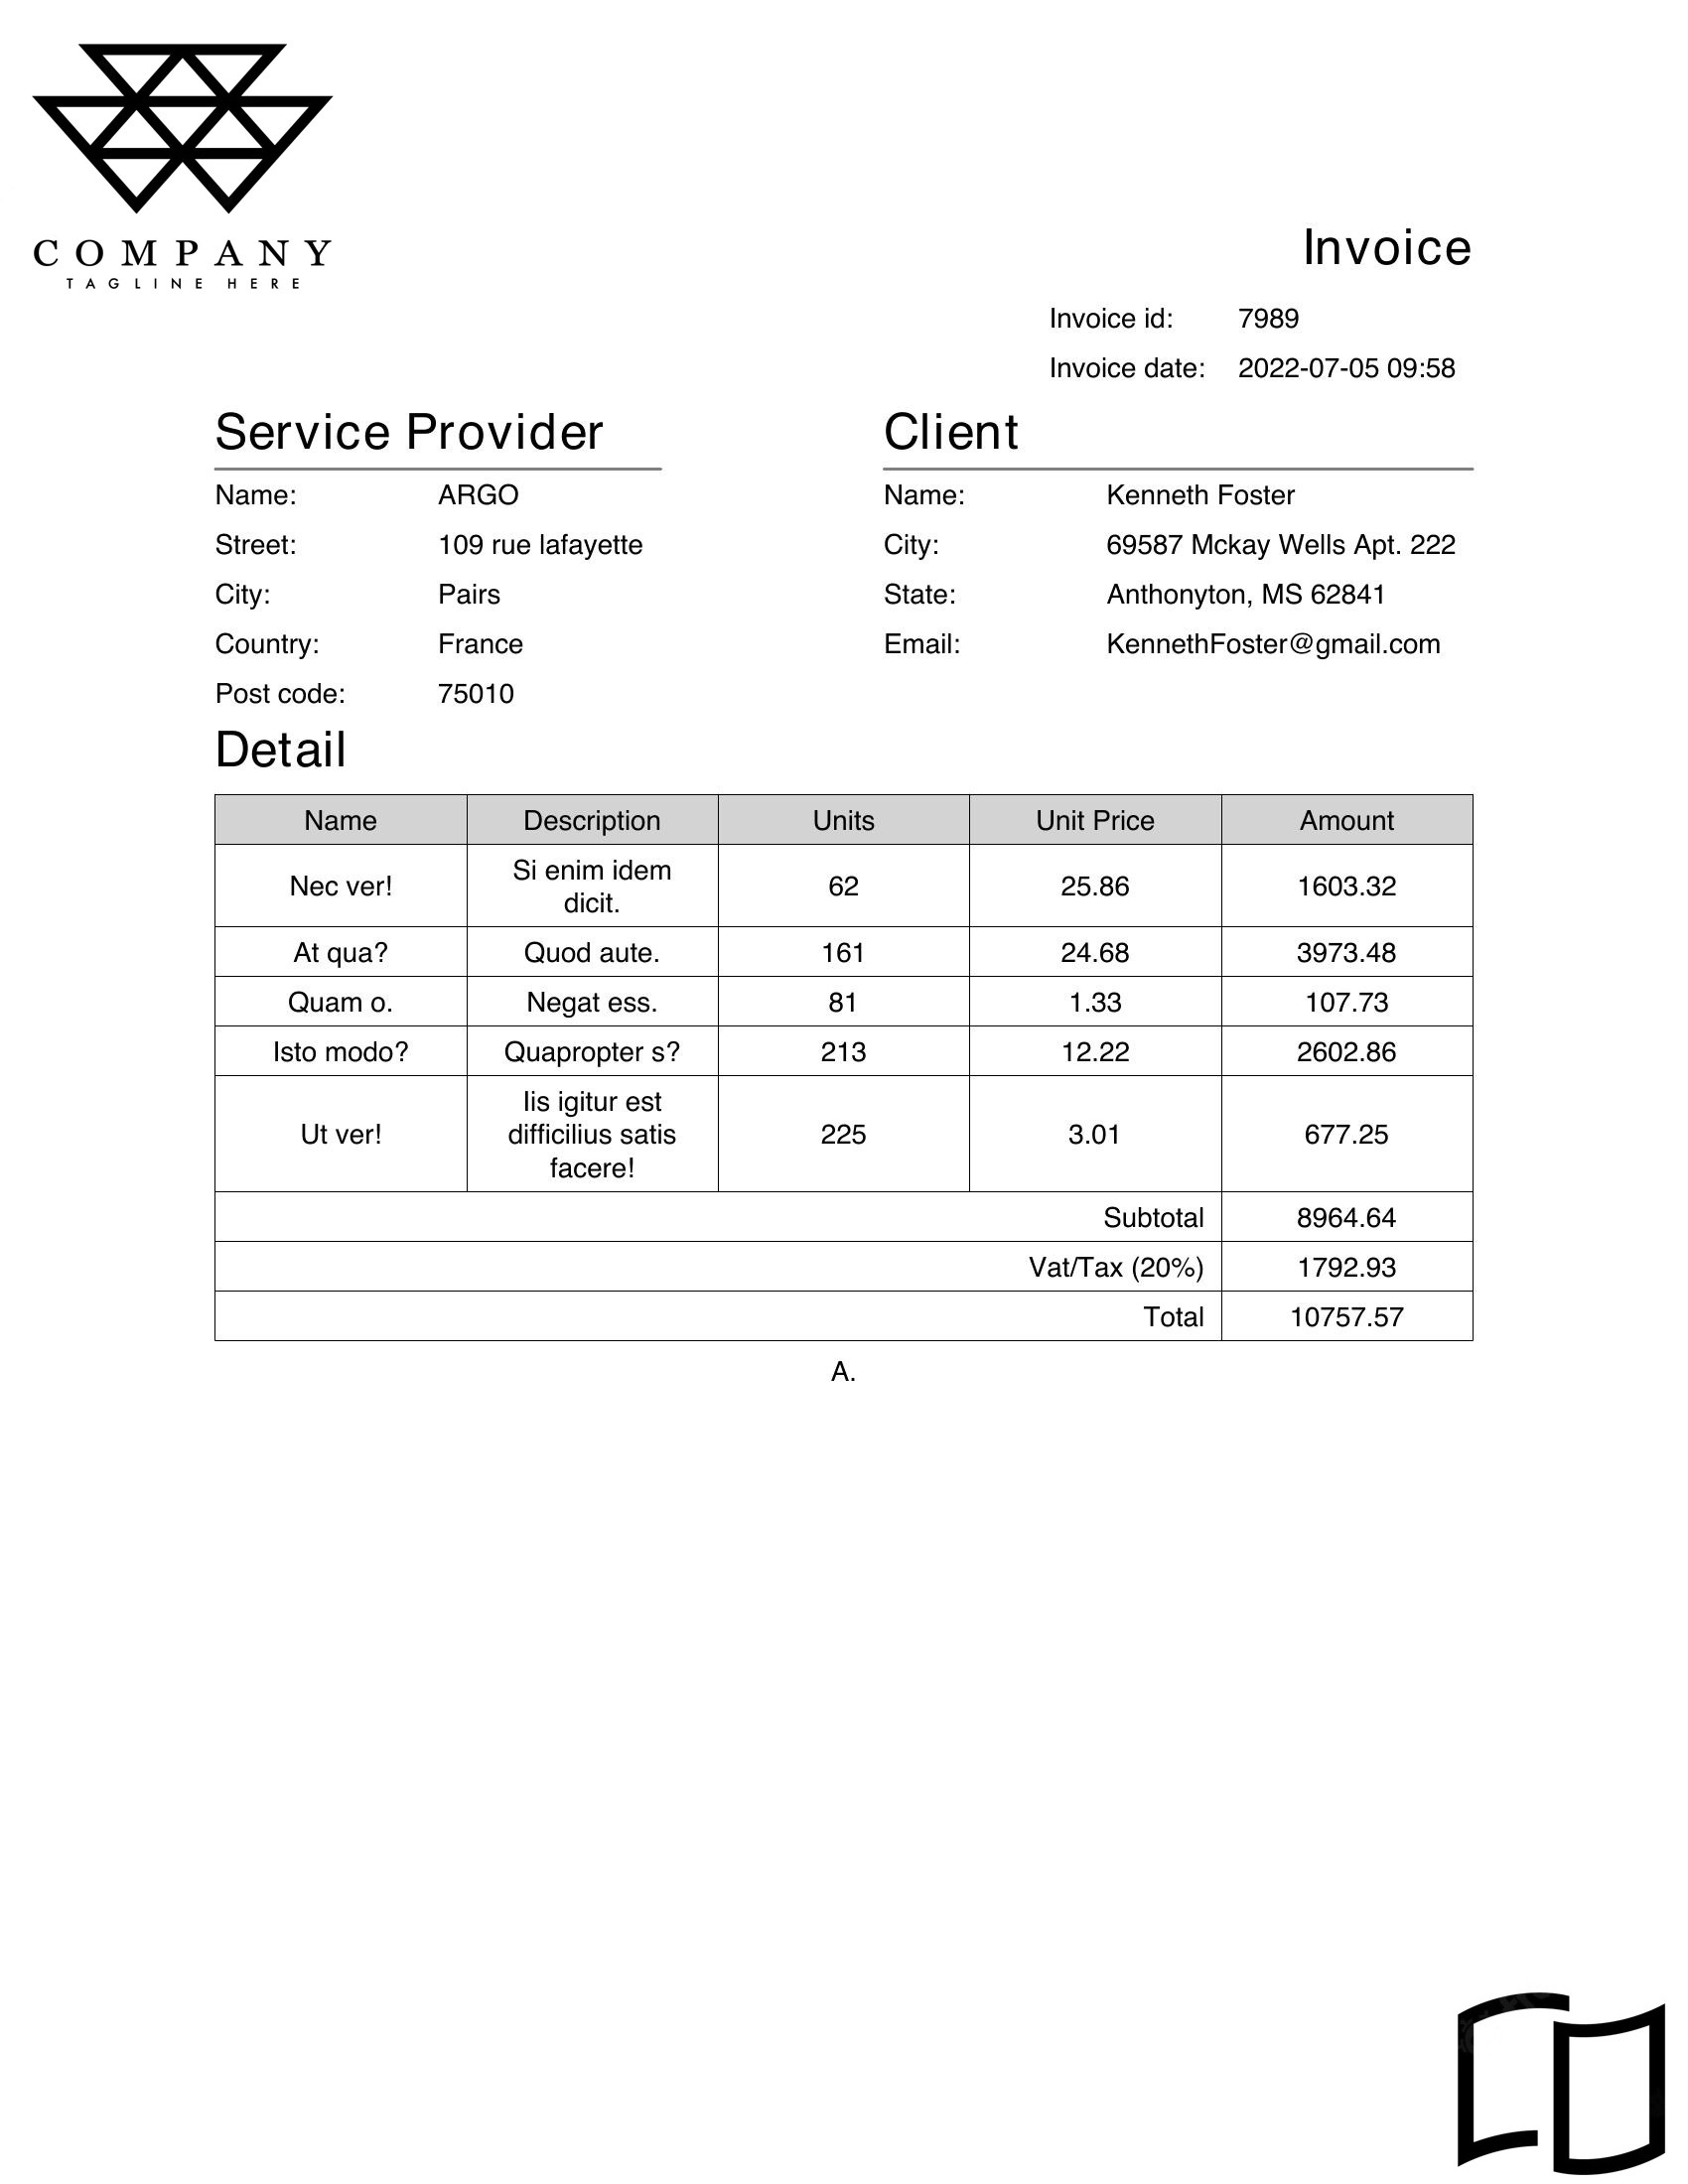 COMPANY
TAGLINE HERE
Invoice
Invoice id: 7989
Invoice date: 2022-07-05 09:58
Service Provider
Name: ARGO
Street: 109 rue lafayette
City: Pairs
Country: France
Post code: 75010
Client
Name: Kenneth Foster
City: 69587 Mckay Wells Apt. 222
State: Anthonyton, MS 62841
Email: KennethFoster@gmail.com
Detail
Name Description Units Unit Price Amount
Nec ver! Si enim idem dicit. 62 25.86 1603.32
At qua? Quod aute. 161 24.68 3973.48
Quam o. Negat ess. 81 1.33 107.73
Isto modo? Quapropter s? 213 12.22 2602.86
Ut ver! Iis igitur est difficilius satis facere! 225 3.01 677.25
Subtotal 8964.64
Vat/Tax (20%) 1792.93
Total 10757.57
A.